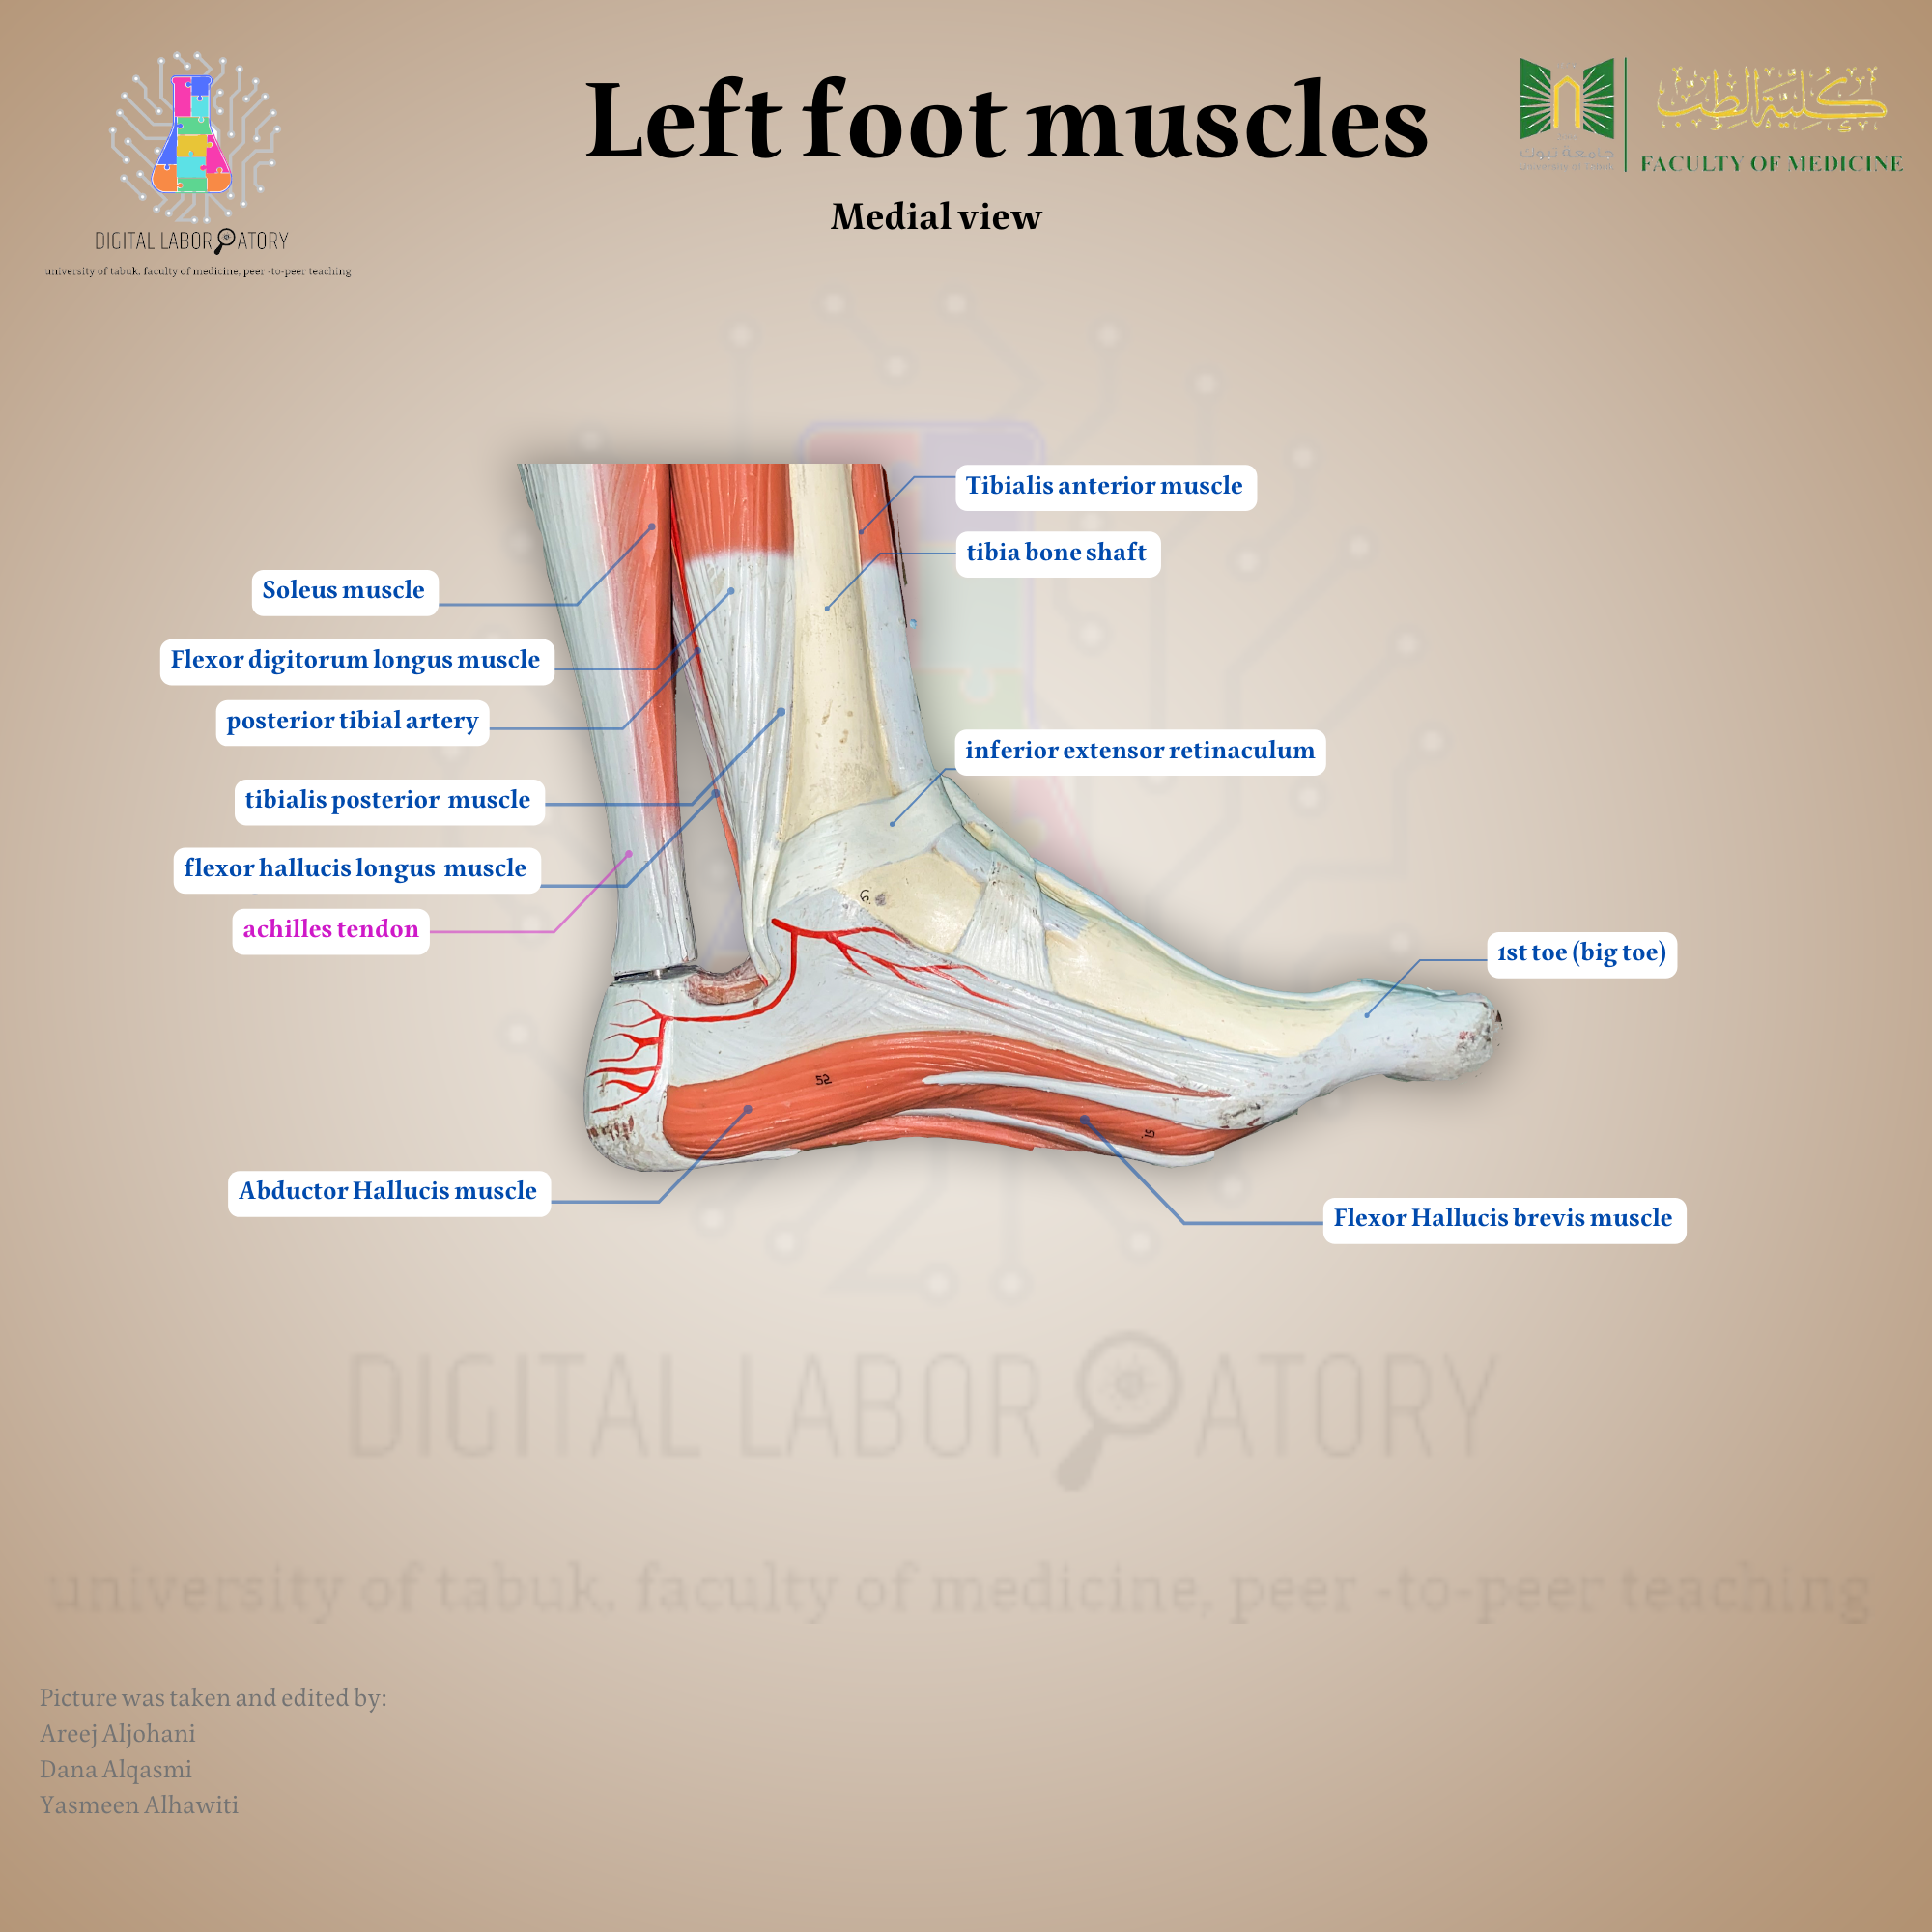 Left foot muscles
Medial view
DIGITAL LABORATORY
university of tabuk, faculty of medicine, peer -to-peer teaching
كلية الطب
جامعة تبوك
FACULTY OF MEDICINE
Tibialis anterior muscle
tibia bone shaft
Soleus muscle
Flexor digitorum longus muscle
posterior tibial artery
inferior extensor retinaculum
tibialis posterior muscle
flexor hallucis longus muscle
achilles tendon
1st toe (big toe)
6
52
Abductor Hallucis muscle
Flexor Hallucis brevis muscle
DIGITAL LABORATORY
university of tabuk, faculty of medicine, peer -to-peer teaching
Picture was taken and edited by:
Areej Aljohani
Dana Alqasmi
Yasmeen Alhawiti